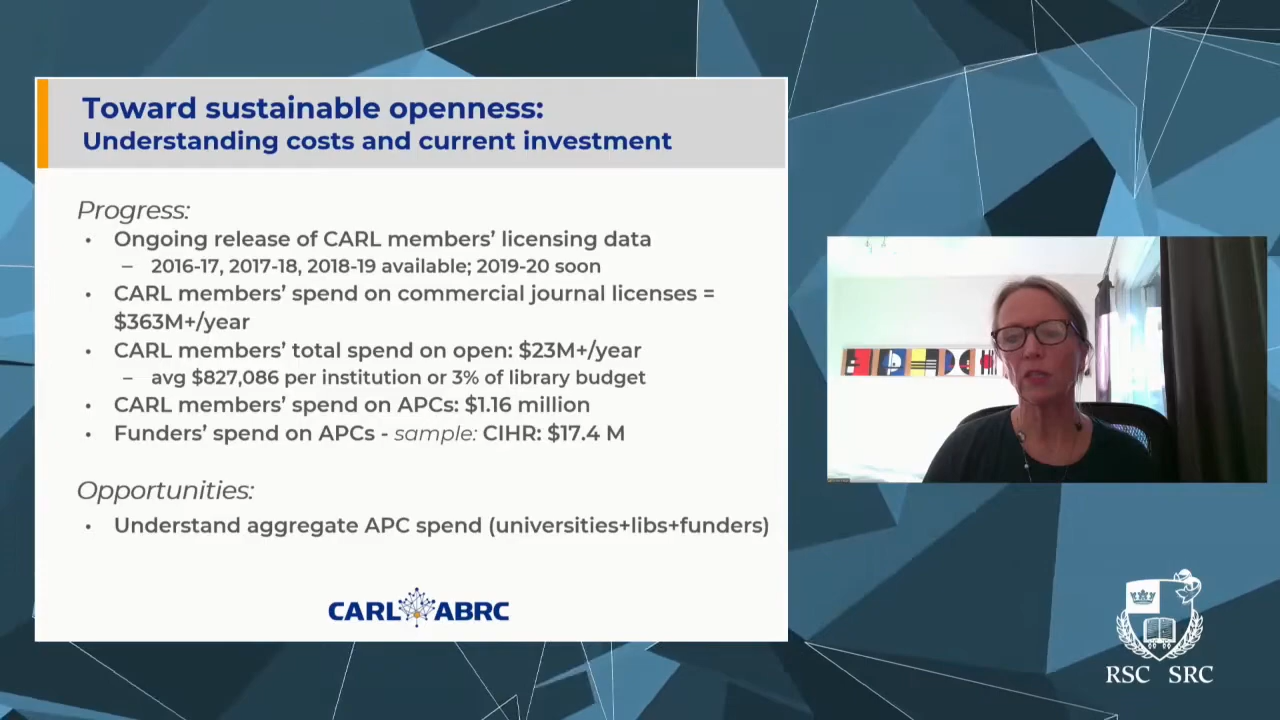 Toward sustainable openness:
Understanding costs and current investment
Progress:
• Ongoing release of CARL members’ licensing data
– 2016-17, 2017-18, 2018-19 available; 2019-20 soon
• CARL members’ spend on commercial journal licenses =
$363M+/year
• CARL members’ total spend on open: $23M+/year
– avg $827,086 per institution or 3% of library budget
• CARL members’ spend on APCs: $1.16 million
• Funders’ spend on APCs - sample: CIHR: $17.4 M
Opportunities:
• Understand aggregate APC spend (universities+libs+funders)
CARL ABRC
RSC SRC